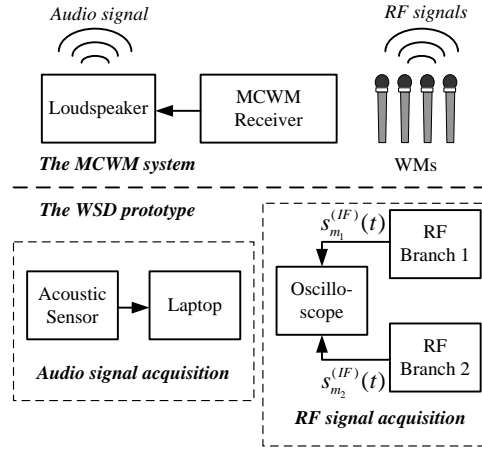 Audio signal
RF signals
Loudspeaker
MCWM
Receiver
WMs
The MCWM system
The WSD prototype
s_{m_1}^{(IF)}(t)
RF
Branch 1
Acoustic
Sensor
Laptop
Oscillo-
scope
Audio signal acquisition
s_{m_2}^{(IF)}(t)
RF
Branch 2
RF signal acquisition